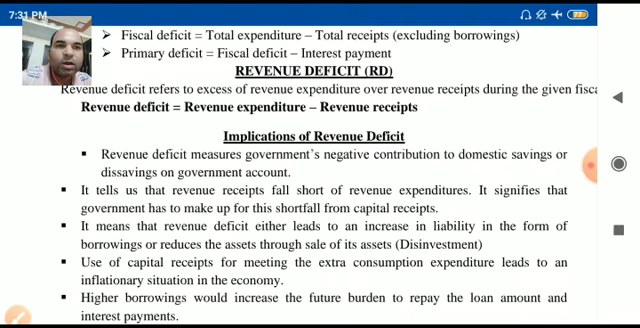 7:31 PM
77
➢ Fiscal deficit = Total expenditure – Total receipts (excluding borrowings)
➢ Primary deficit = Fiscal deficit – Interest payment
REVENUE DEFICIT (RD)
Revenue deficit refers to excess of revenue expenditure over revenue receipts during the given fisca
Revenue deficit = Revenue expenditure – Revenue receipts
Implications of Revenue Deficit
▪ Revenue deficit measures government's negative contribution to domestic savings or
dissavings on government account.
▪ It tells us that revenue receipts fall short of revenue expenditures. It signifies that
government has to make up for this shortfall from capital receipts.
▪ It means that revenue deficit either leads to an increase in liability in the form of
borrowings or reduces the assets through sale of its assets (Disinvestment)
▪ Use of capital receipts for meeting the extra consumption expenditure leads to an
inflationary situation in the economy.
▪ Higher borrowings would increase the future burden to repay the loan amount and
interest payments.